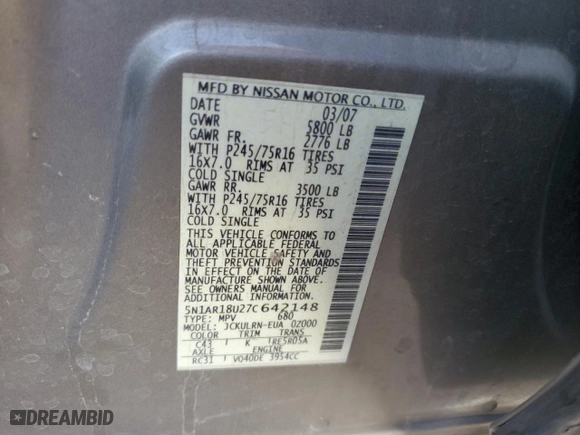 MFD BY NISSAN MOTOR CO., LTD.
DATE 03/07
GVWR 5800 LB
GAWR FR. 2776 LB
WITH P245/75R16 TIRES
16X7.0 RIMS AT 35 PSI
COLD SINGLE
GAWR RR. 3500 LB
WITH P245/75R16 TIRES
16X7.0 RIMS AT 35 PSI
COLD SINGLE
THIS VEHICLE CONFORMS TO
ALL APPLICABLE FEDERAL
MOTOR VEHICLE SAFETY AND
THEFT PREVENTION STANDARDS
IN EFFECT ON THE DATE OF
MANUFACTURE SHOWN ABOVE.
SEE OWNERS MANUAL FOR
ADDITIONAL INFORMATION
5N1AR18U27C642148
TYPE: MPV 680
MODEL: JCKULRN-EUA 0Z000
COLOR TRIM TRANS
C43 K RE5R05A
AXLE ENGINE
RC31 VQ40DE 3954CC
DREAMBID